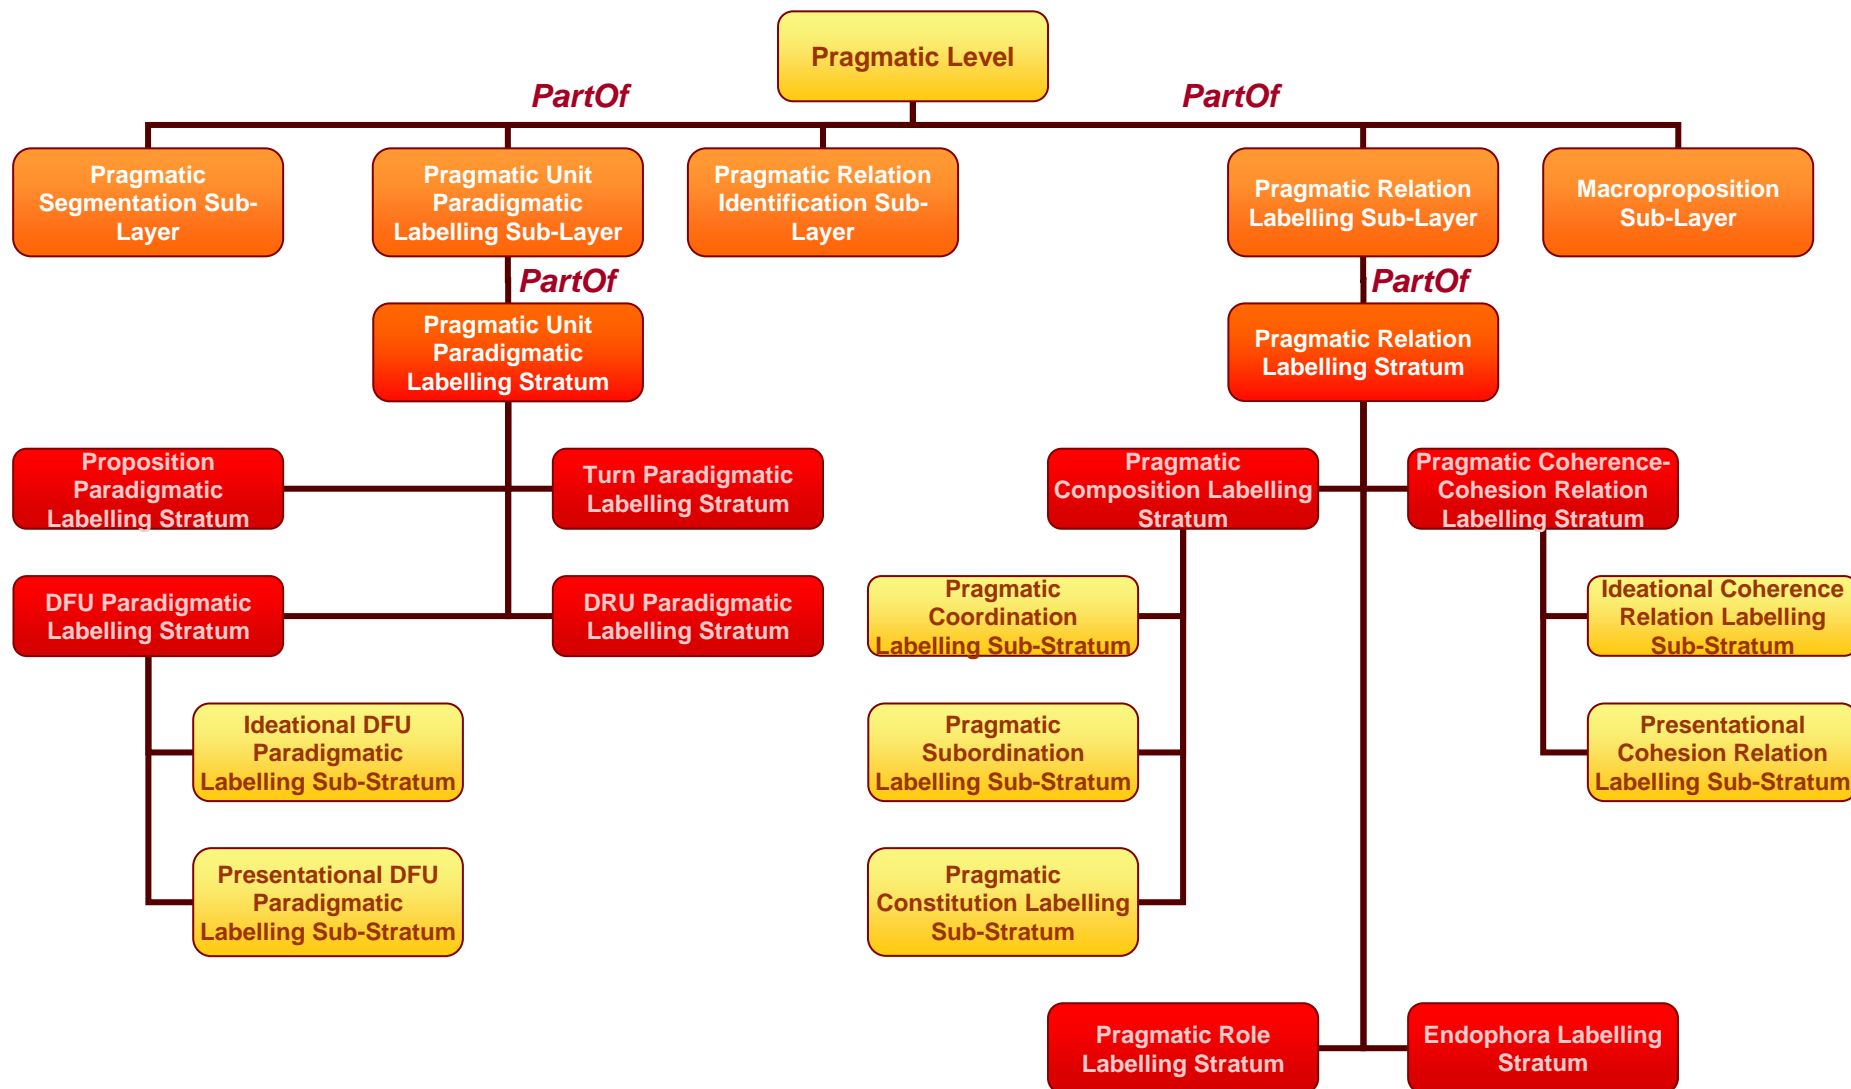 Pragmatic Level
PartOf
PartOf
Pragmatic
Segmentation Sub-
Layer
Pragmatic Unit
Paradigmatic
Labelling Sub-Layer
Pragmatic Relation
Identification Sub-
Layer
Pragmatic Relation
Labelling Sub-Layer
Macroproposition
Sub-Layer
PartOf
PartOf
Pragmatic Unit
Paradigmatic
Labelling Stratum
Pragmatic Relation
Labelling Stratum
Proposition
Paradigmatic
Labelling Stratum
Turn Paradigmatic
Labelling Stratum
Pragmatic
Composition Labelling
Stratum
Pragmatic Coherence-
Cohesion Relation
Labelling Stratum
DFU Paradigmatic
Labelling Stratum
DRU Paradigmatic
Labelling Stratum
Pragmatic
Coordination
Labelling Sub-Stratum
Ideational Coherence
Relation Labelling
Sub-Stratum
Ideational DFU
Paradigmatic
Labelling Sub-Stratum
Pragmatic
Subordination
Labelling Sub-Stratum
Presentational
Cohesion Relation
Labelling Sub-Stratum
Presentational DFU
Paradigmatic
Labelling Sub-Stratum
Pragmatic
Constitution Labelling
Sub-Stratum
Pragmatic Role
Labelling Stratum
Endophora Labelling
Stratum